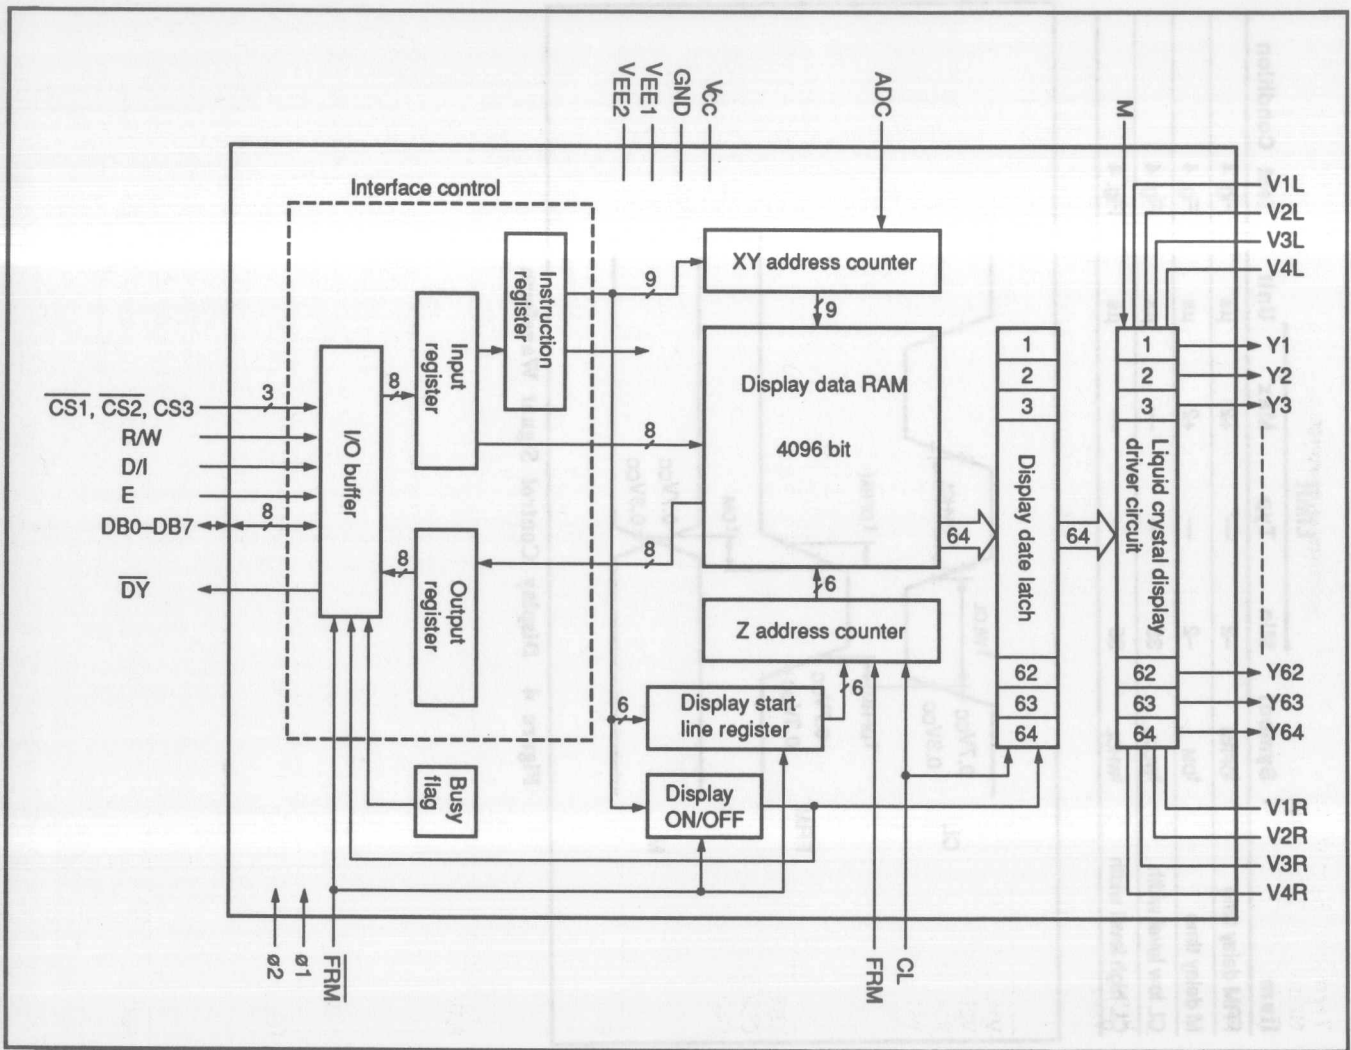 VEE2
VEE1
GND
VCC
ADC
M
Interface control
V1L
V2L
V3L
V4L
Instruction
register
9
XY address counter
9
Input
register
Display data RAM
4096 bit
8
8
3
I/O buffer
CS1, CS2, CS3
R/W
D/I
E
DB0–DB7
8
DY
8
Output
register
8
64
6
Z address counter
6
1
2
3
Display date latch
62
63
64
64
1
2
3
Liquid crystal display
driver circuit
62
63
64
Y1
Y2
Y3
Y62
Y63
Y64
6
Display start
line register
Display
ON/OFF
Busy
flag
V1R
V2R
V3R
V4R
ø2
ø1
FRM
FRM
CL